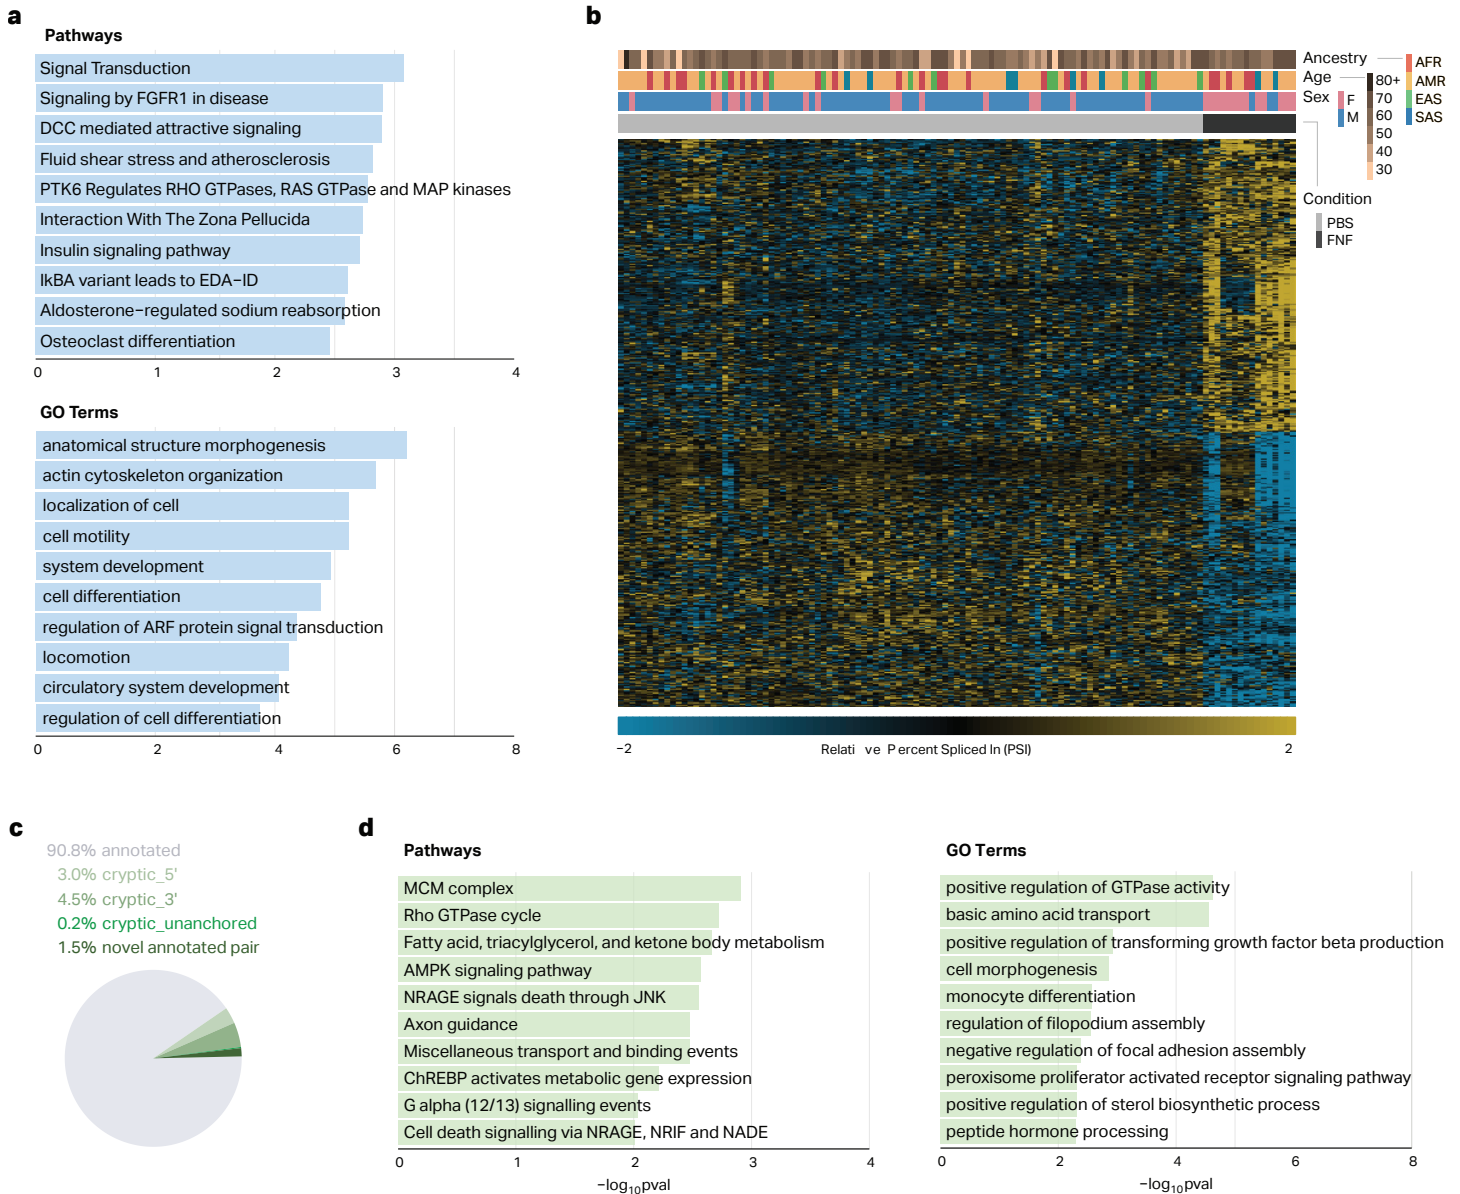 a
Pathways
Signal Transduction
Signaling by FGFR1 in disease
DCC mediated attractive signaling
Fluid shear stress and atherosclerosis
PTK6 Regulates RHO GTPases, RAS GTPase and MAP kinases
Interaction With The Zona Pellucida
Insulin signaling pathway
IkBA variant leads to EDA−ID
Aldosterone−regulated sodium reabsorption
Osteoclast differentiation
0 1 2 3 4
GO Terms
anatomical structure morphogenesis
actin cytoskeleton organization
localization of cell
cell motility
system development
cell differentiation
regulation of ARF protein signal transduction
locomotion
circulatory system development
regulation of cell differentiation
0 2 4 6 8
b
Ancestry
Age
Sex
F
M
80+
70
60
50
40
30
AFR
AMR
EAS
SAS
Condition
PBS
FNF
−2 Relati ve Percent Spliced In (PSI) 2
c
90.8% annotated
3.0% cryptic_5'
4.5% cryptic_3'
0.2% cryptic_unanchored
1.5% novel annotated pair
d
Pathways
MCM complex
Rho GTPase cycle
Fatty acid, triacylglycerol, and ketone body metabolism
AMPK signaling pathway
NRAGE signals death through JNK
Axon guidance
Miscellaneous transport and binding events
ChREBP activates metabolic gene expression
G alpha (12/13) signalling events
Cell death signalling via NRAGE, NRIF and NADE
0 1 2 3 4
−log10pval
GO Terms
positive regulation of GTPase activity
basic amino acid transport
positive regulation of transforming growth factor beta production
cell morphogenesis
monocyte differentiation
regulation of filopodium assembly
negative regulation of focal adhesion assembly
peroxisome proliferator activated receptor signaling pathway
positive regulation of sterol biosynthetic process
peptide hormone processing
0 2 4 6 8
−log10pval